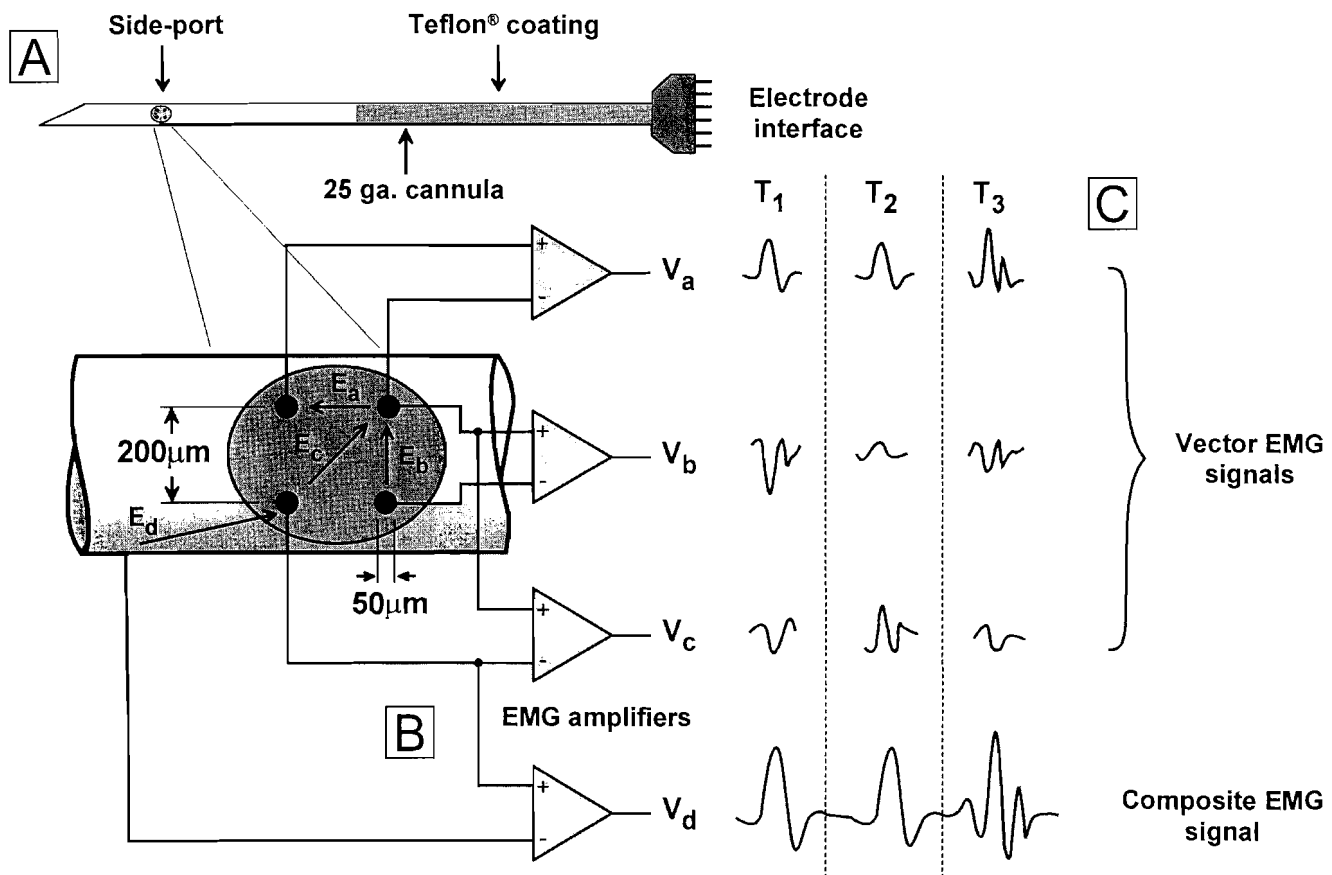 A
Side-port
Teflon® coating
Electrode
interface
25 ga. cannula
T1
T2
T3
C
+
-
Va
Ea
200μm
Ec
Eb
+
-
Vb
Vector EMG
signals
Ed
50μm
+
-
Vc
B
EMG amplifiers
+
-
Vd
Composite EMG
signal